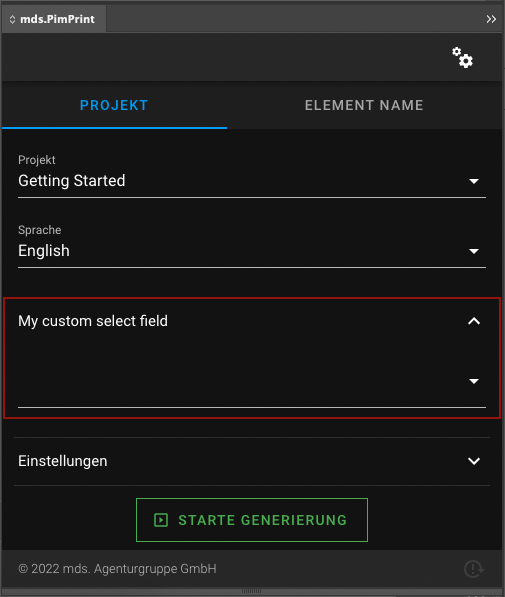 mds.PimPrint
PROJEKT
ELEMENT NAME
Projekt
Getting Started
Sprache
English
My custom select field
Einstellungen
STARTE GENERIERUNG
© 2022 mds. Agenturgruppe GmbH